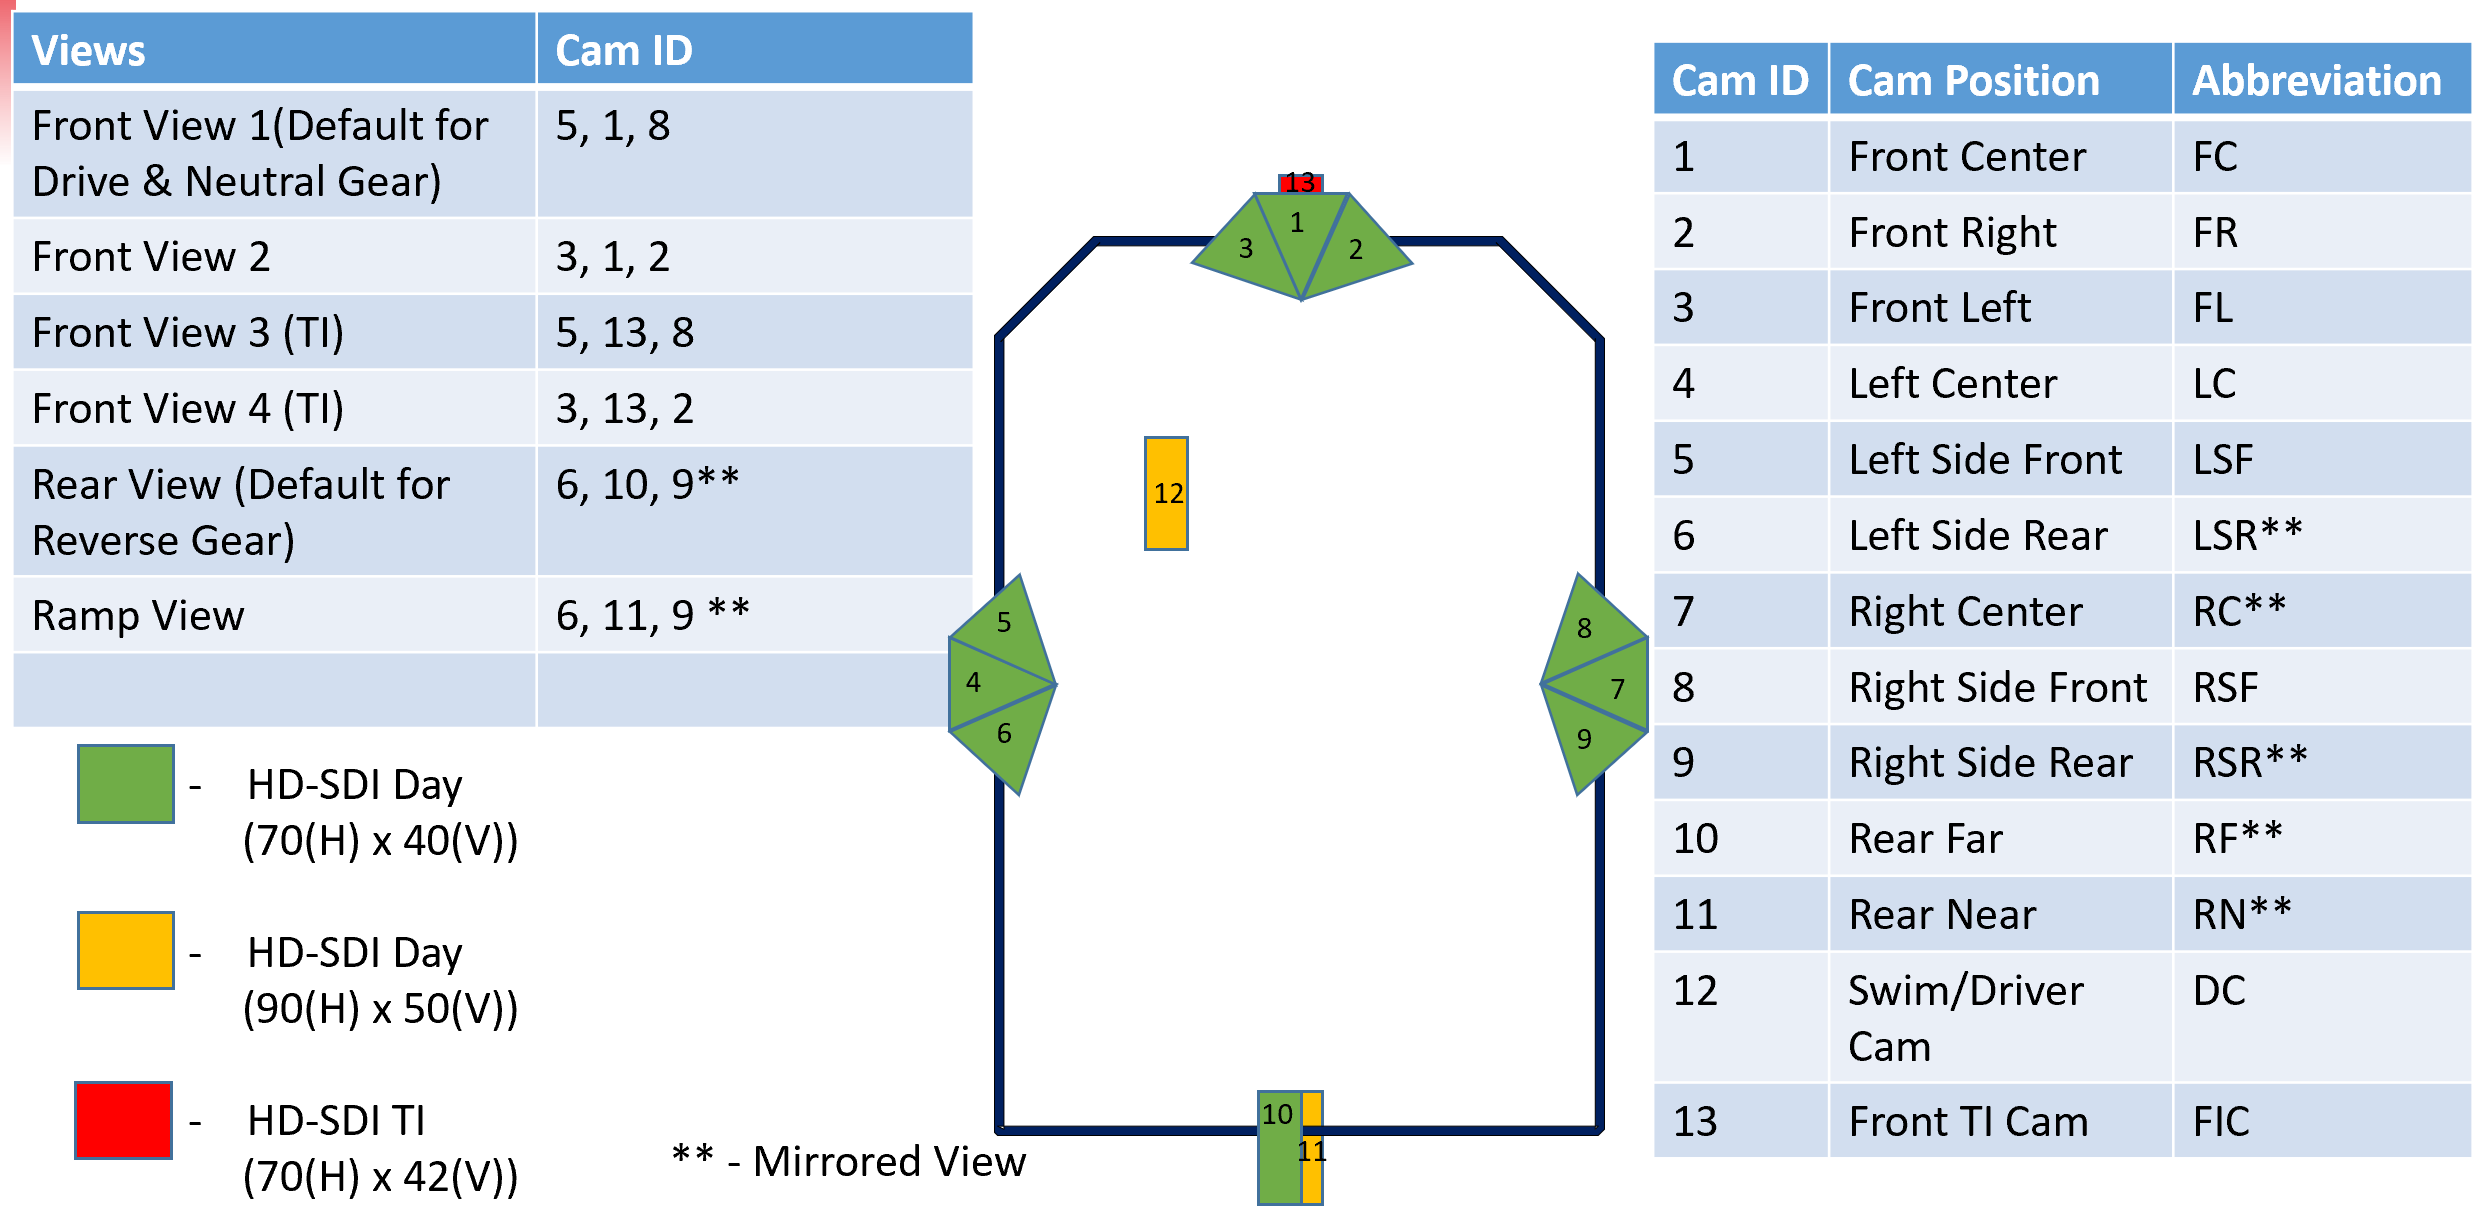 Views Cam ID
Front View 1(Default for 5, 1, 8
Drive & Neutral Gear)
Front View 2 3, 1, 2
Front View 3 (TI) 5, 13, 8
Front View 4 (TI) 3, 13, 2
Rear View (Default for 6, 10, 9**
Reverse Gear)
Ramp View 6, 11, 9 **
- HD-SDI Day
(70(H) x 40(V))
- HD-SDI Day
(90(H) x 50(V))
- HD-SDI TI
(70(H) x 42(V))
** - Mirrored View
13
1
3
2
12
5
4
6
8
7
9
10
11
Cam ID Cam Position Abbreviation
1 Front Center FC
2 Front Right FR
3 Front Left FL
4 Left Center LC
5 Left Side Front LSF
6 Left Side Rear LSR**
7 Right Center RC**
8 Right Side Front RSF
9 Right Side Rear RSR**
10 Rear Far RF**
11 Rear Near RN**
12 Swim/Driver DC
Cam
13 Front TI Cam FIC